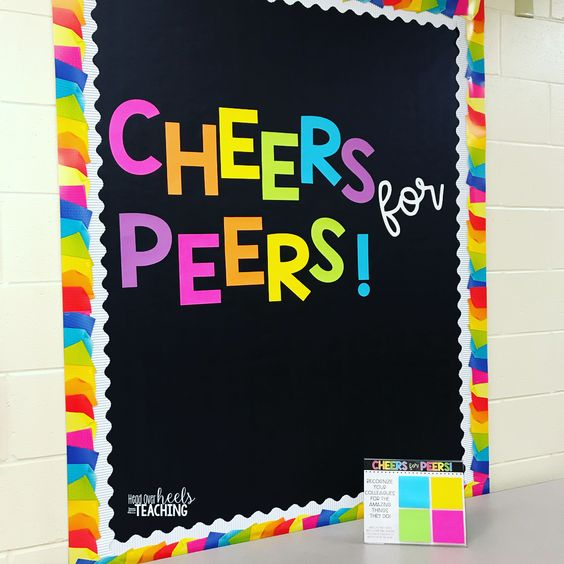 CHEERS for
PEERS!
Head Over heels
TEACHING
CHEERS for PEERS!
RECOGNIZE
YOUR
COLLEAGUES
FOR THE
AMAZING
THINGS
THEY DO!